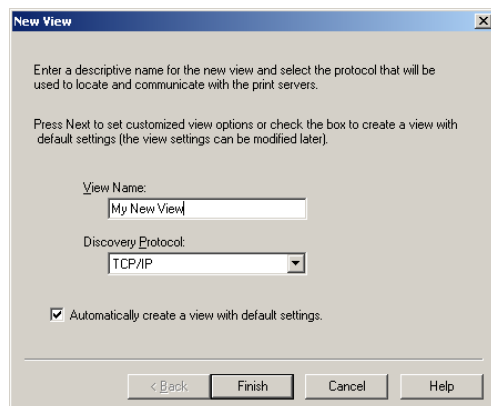 New View
Enter a descriptive name for the new view and select the protocol that will be
used to locate and communicate with the print servers.
Press Next to set customized view options or check the box to create a view with
default settings (the view settings can be modified later).
View Name:
My New View
Discovery Protocol:
TCP/IP
Automatically create a view with default settings.
< Back Finish Cancel Help